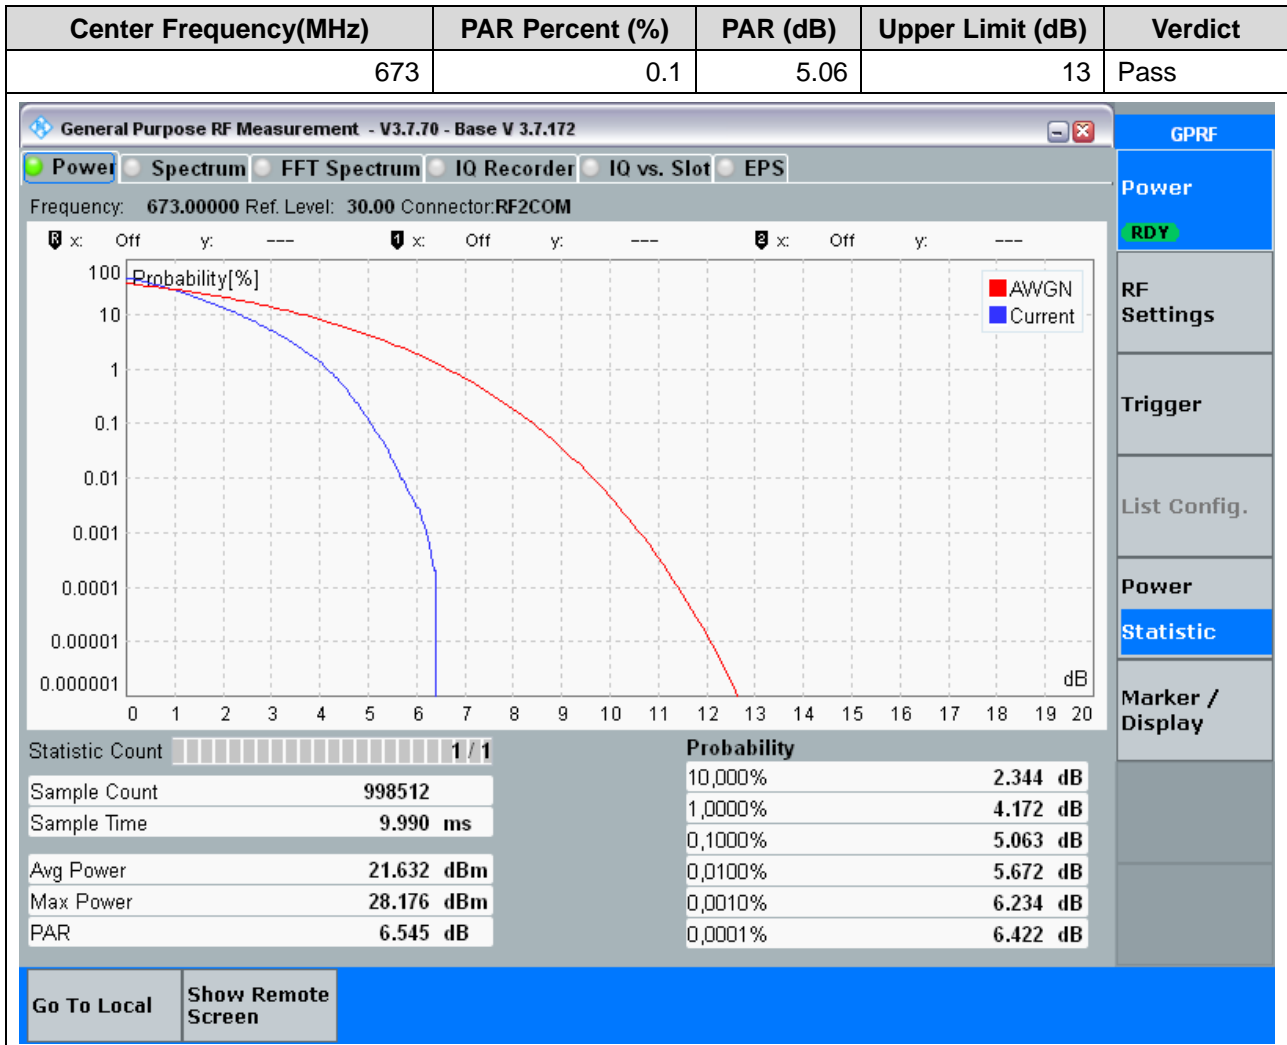 Center Frequency(MHz) PAR Percent (%) PAR (dB) Upper Limit (dB) Verdict
673 0.1 5.06 13 Pass
General Purpose RF Measurement - V3.7.70 - Base V 3.7.172
GPRF
Power Spectrum FFT Spectrum IQ Recorder IQ vs. Slot EPS
Power
RDY
Frequency: 673.00000 Ref. Level: 30.00 Connector:RF2COM
R x: Off y: --- 1 x: Off y: --- 2 x: Off y: ---
Probability[%]
AWGN
Current
100
10
1
0.1
0.01
0.001
0.0001
0.00001
0.000001
dB
0 1 2 3 4 5 6 7 8 9 10 11 12 13 14 15 16 17 18 19 20
RF
Settings
Trigger
List Config.
Power
Statistic
Marker /
Display
Statistic Count 1 / 1
Sample Count 998512
Sample Time 9.990 ms
Avg Power 21.632 dBm
Max Power 28.176 dBm
PAR 6.545 dB
Probability
10,000% 2.344 dB
1,0000% 4.172 dB
0,1000% 5.063 dB
0,0100% 5.672 dB
0,0010% 6.234 dB
0,0001% 6.422 dB
Go To Local
Show Remote
Screen